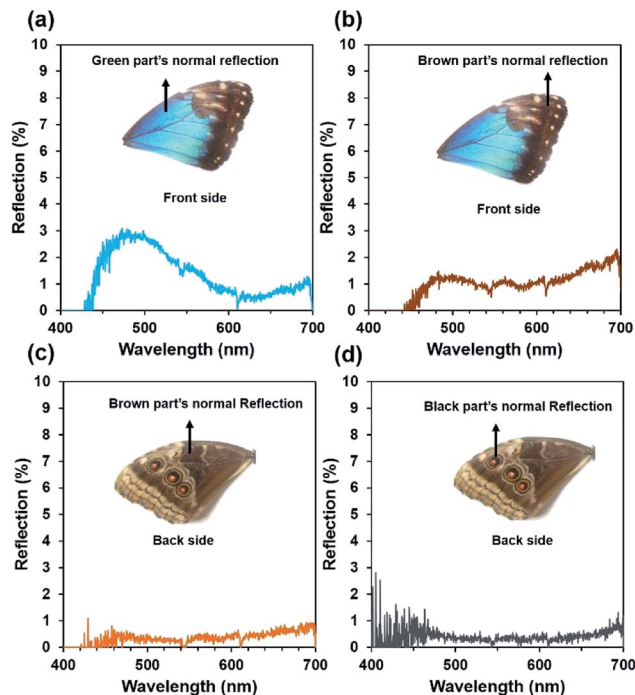 (a)
10
9
8
7
6
5
4
3
2
1
0
Reflection (%)
Green part's normal reflection
Front side
400 500 600 700
Wavelength (nm)
(b)
10
9
8
7
6
5
4
3
2
1
0
Reflection (%)
Brown part's normal reflection
Front side
400 500 600 700
Wavelength (nm)
(c)
10
9
8
7
6
5
4
3
2
1
0
Reflection (%)
Brown part's normal Reflection
Back side
400 500 600 700
Wavelength (nm)
(d)
10
9
8
7
6
5
4
3
2
1
0
Reflection (%)
Black part's normal Reflection
Back side
400 500 600 700
Wavelength (nm)